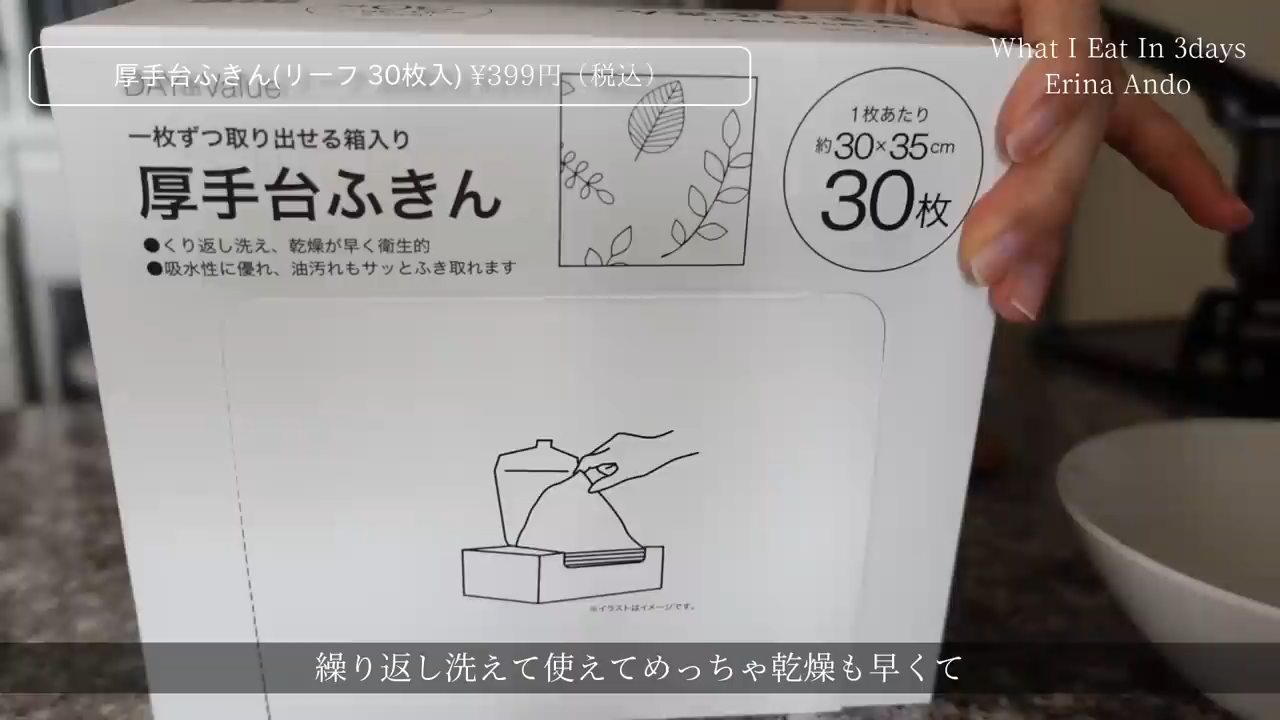 What I Eat In 3days
Erina Ando
厚手台ふきん(リーフ 30枚入) ¥399円（税込）
一枚ずつ取り出せる箱入り
厚手台ふきん
●くり返し洗え、乾燥が早く衛生的
●吸水性に優れ、油汚れもサッとふき取れます
1枚あたり
約30×35cm
30枚
※イラストはイメージです。
繰り返し洗えて使えてめっちゃ乾燥も早くて